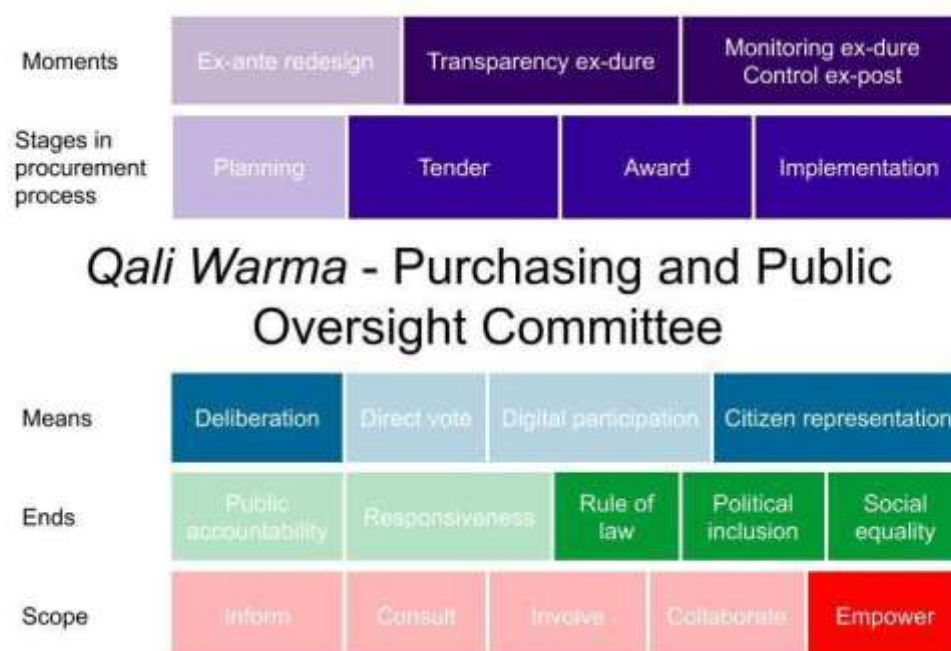 Moments
Ex-ante redesign
Transparency ex-dure
Monitoring ex-dure
Control ex-post
Stages in
procurement
process
Planning
Tender
Award
Implementation
Qali Warma - Purchasing and Public
Oversight Committee
Means
Deliberation
Direct vote
Digital participation
Citizen representation
Ends
Public
accountability
Responsiveness
Rule of
law
Political
inclusion
Social
equality
Scope
Inform
Consult
Involve
Collaborate
Empower